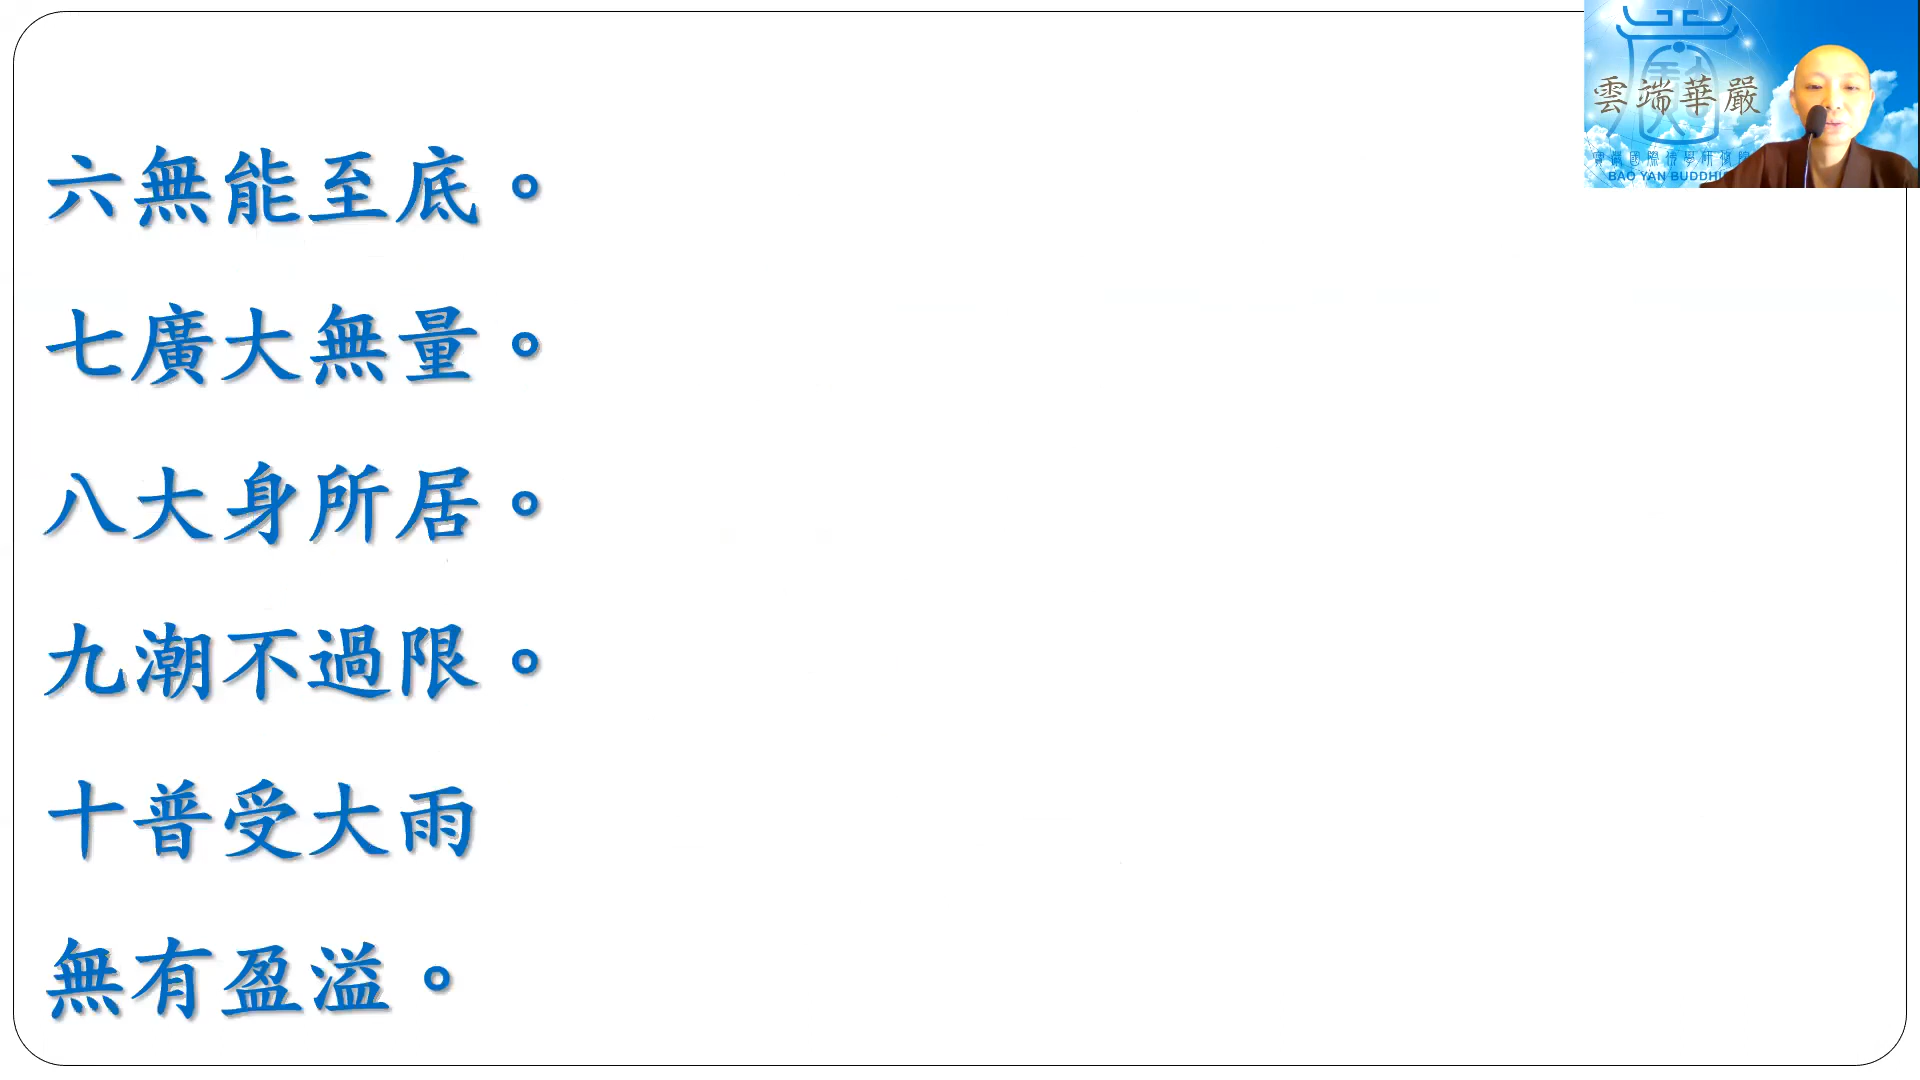 六無能至底。
七廣大無量。
八大身所居。
九潮不過限。
十普受大雨
無有盈溢。
雲端華嚴
BAO YAN BUDDHI